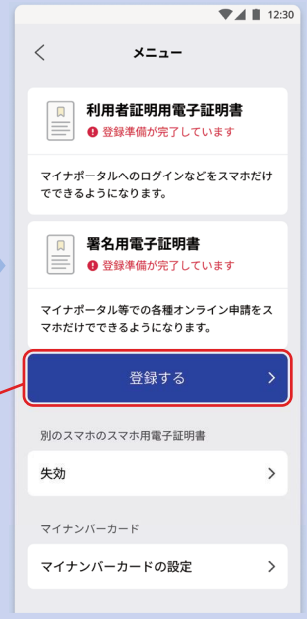 12:30
メニュー
利用者証明用電子証明書
登録準備が完了しています
マイナポータルへのログインなどをスマホだけ
でできるようになります。
署名用電子証明書
登録準備が完了しています
マイナポータル等での各種オンライン申請をス
マホだけでできるようになります。
登録する
別のスマホのスマホ用電子証明書
失効
マイナンバーカード
マイナンバーカードの設定